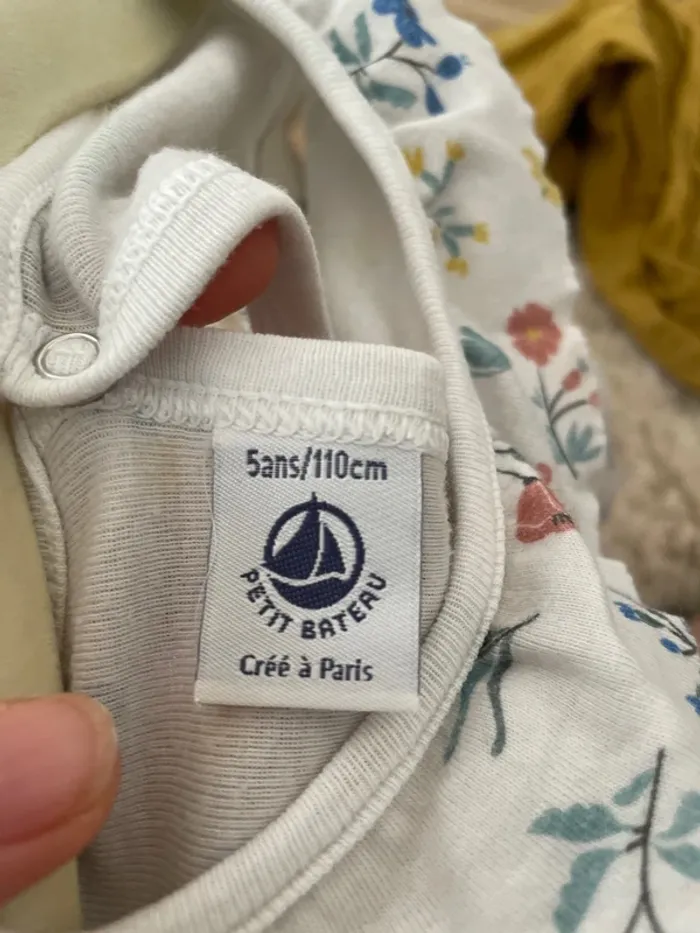 5ans/110cm
PETIT BATEAU
Créé à Paris